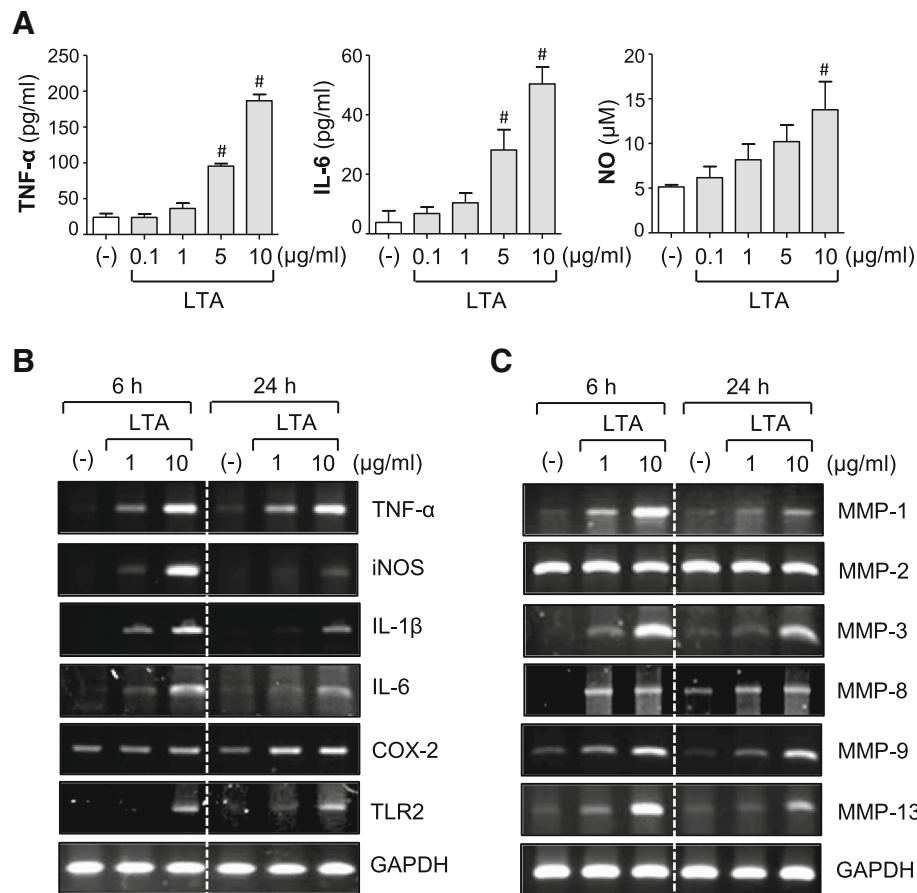 A
TNF-α (pg/ml)
250
200
150
100
50
0
#
#
(-) 0.1 1 5 10 (µg/ml)
LTA
IL-6 (pg/ml)
60
40
20
0
#
#
(-) 0.1 1 5 10 (µg/ml)
LTA
NO (µM)
20
15
10
5
0
#
(-) 0.1 1 5 10 (µg/ml)
LTA
B
6 h 24 h
LTA LTA
(-) 1 10 (-) 1 10 (µg/ml)
TNF-α
iNOS
IL-1β
IL-6
COX-2
TLR2
GAPDH
C
6 h 24 h
LTA LTA
(-) 1 10 (-) 1 10 (µg/ml)
MMP-1
MMP-2
MMP-3
MMP-8
MMP-9
MMP-13
GAPDH